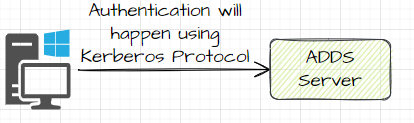 Authentication will
happen using
Kerberos Protocol
ADDS
Server